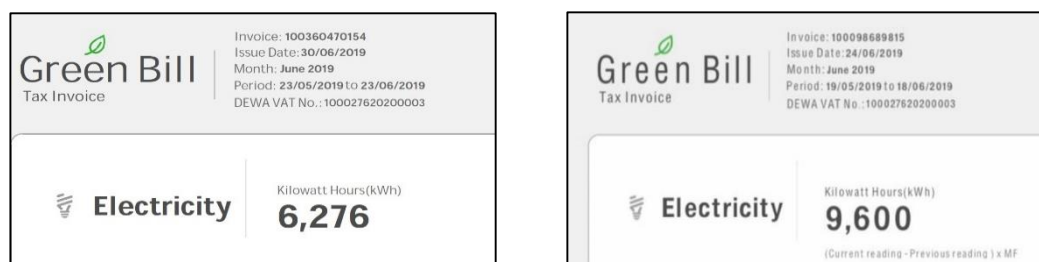 Green Bill
Tax Invoice
Invoice: 100360470154
Issue Date: 30/06/2019
Month: June 2019
Period: 23/05/2019 to 23/06/2019
DEWA VAT No.: 100027620200003
Electricity
Kilowatt Hours(kWh)
6,276
Green Bill
Tax Invoice
Invoice: 100098689815
Issue Date: 24/06/2019
Month: June 2019
Period: 19/05/2019 to 18/06/2019
DEWA VAT No.: 100027620200003
Electricity
Kilowatt Hours(kWh)
9,600
(Current reading - Previous reading ) x MF